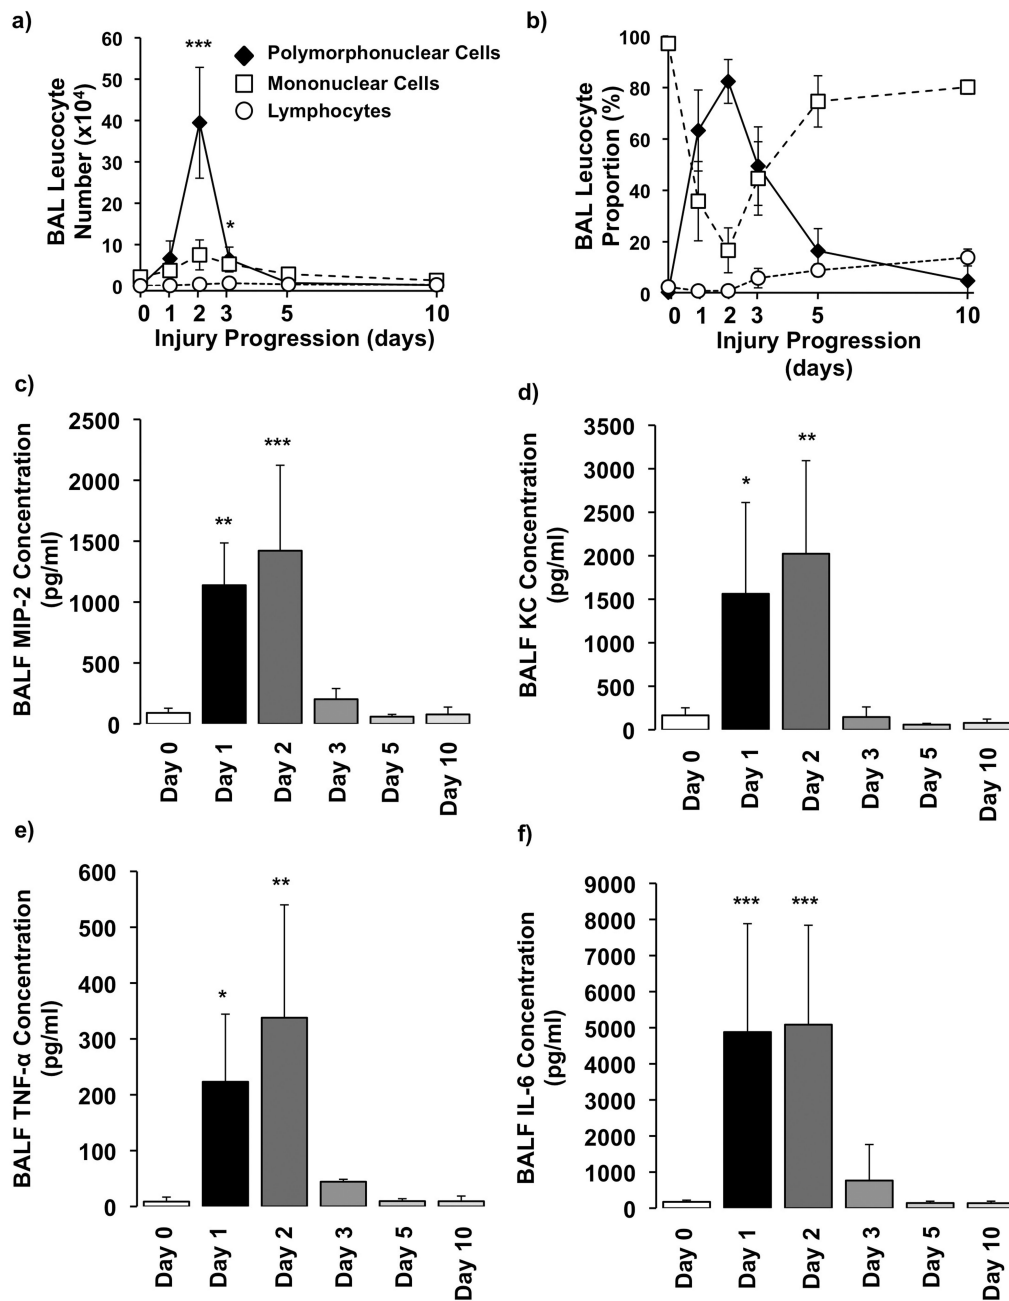 a)
BAL Leucocyte
Number (x10⁴)
60
50
40
30
20
10
0
***
*
Polymorphonuclear Cells
Mononuclear Cells
Lymphocytes
0 1 2 3 5 10
Injury Progression (days)
b)
BAL Leucocyte
Proportion (%)
100
80
60
40
20
0
0 1 2 3 5 10
Injury Progression
(days)
c)
BALF MIP-2 Concentration
(pg/ml)
2500
2000
1500
1000
500
0
**
***
Day 0
Day 1
Day 2
Day 3
Day 5
Day 10
d)
BALF KC Concentration
(pg/ml)
3500
3000
2500
2000
1500
1000
500
0
*
**
Day 0
Day 1
Day 2
Day 3
Day 5
Day 10
e)
BALF TNF-α Concentration
(pg/ml)
600
500
400
300
200
100
0
*
**
Day 0
Day 1
Day 2
Day 3
Day 5
Day 10
f)
BALF IL-6 Concentration
(pg/ml)
9000
8000
7000
6000
5000
4000
3000
2000
1000
0
***
***
Day 0
Day 1
Day 2
Day 3
Day 5
Day 10